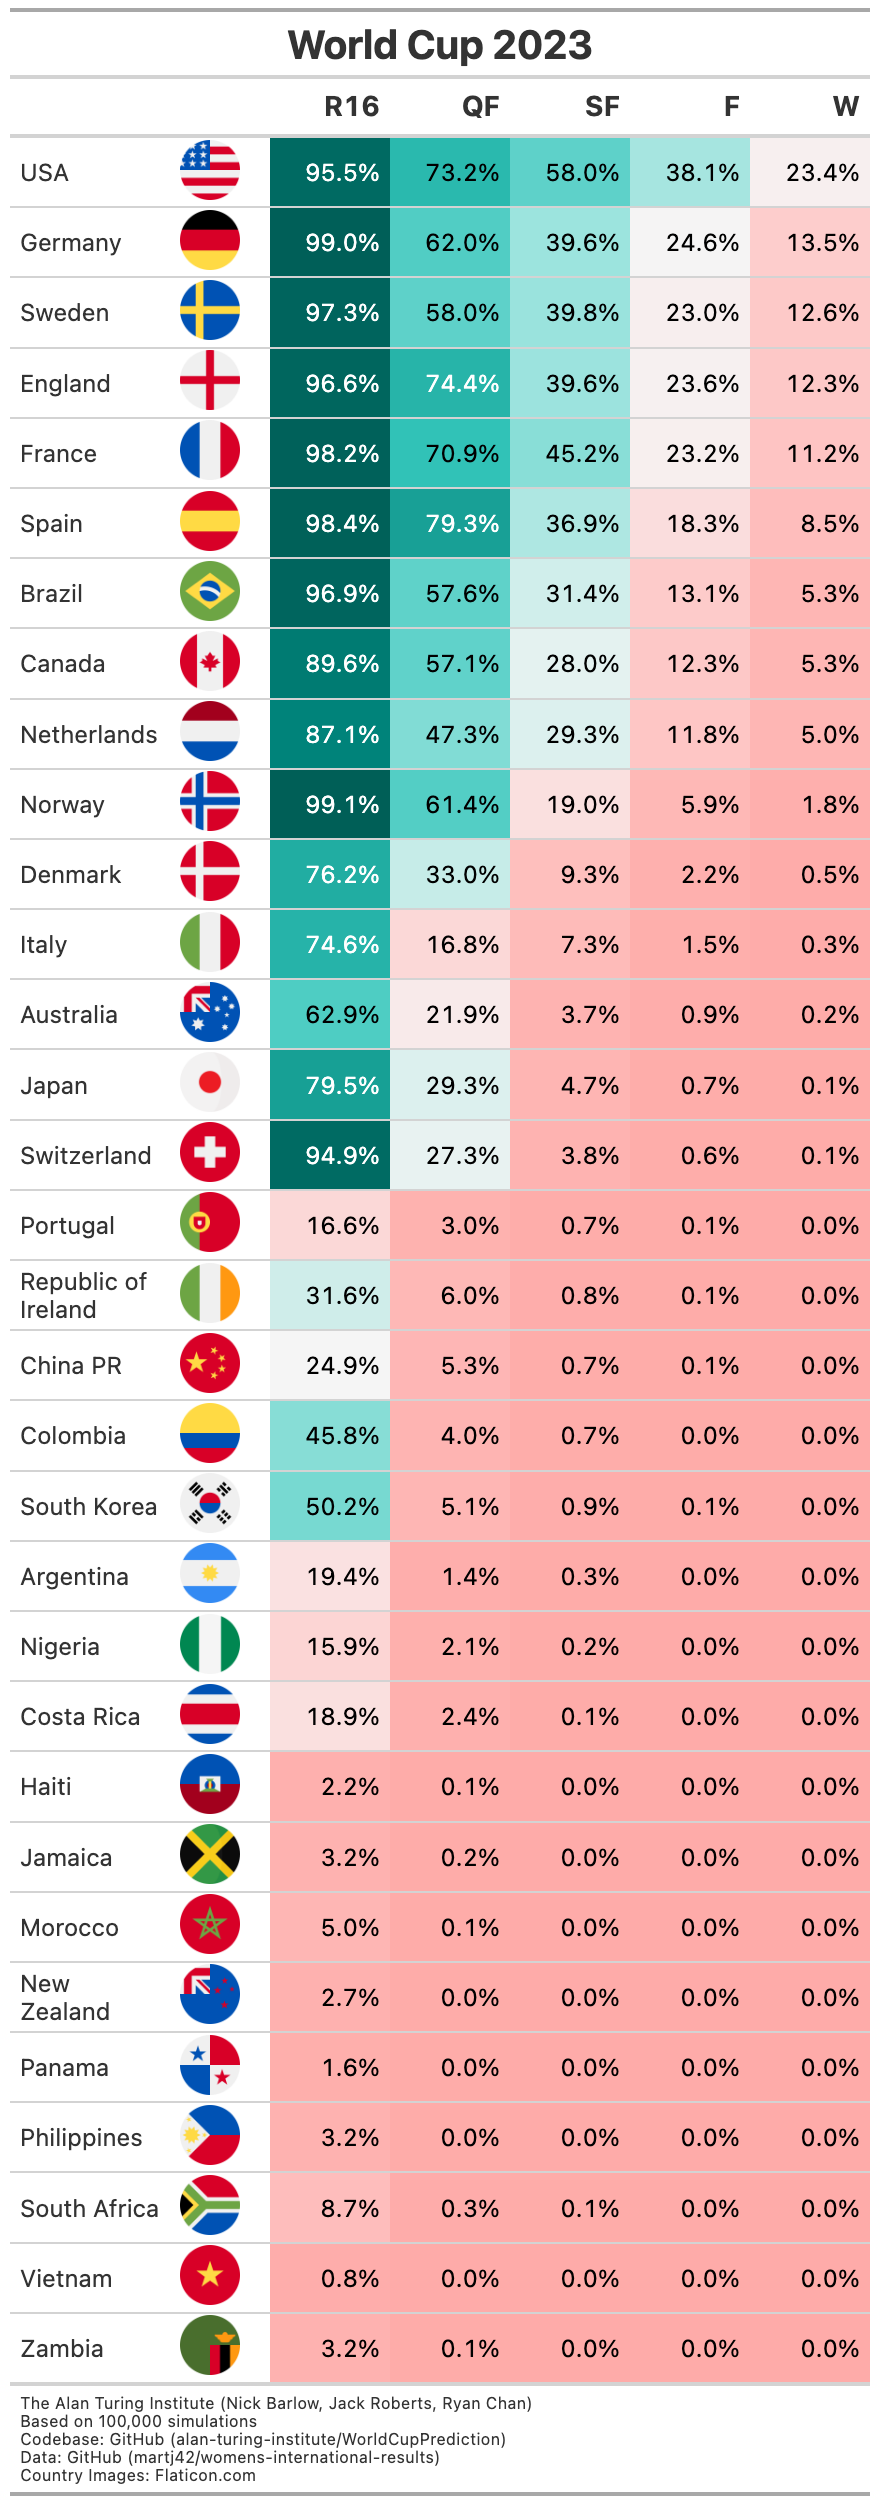 World Cup 2023
R16 QF SF F W
USA 95.5% 73.2% 58.0% 38.1% 23.4%
Germany 99.0% 62.0% 39.6% 24.6% 13.5%
Sweden 97.3% 58.0% 39.8% 23.0% 12.6%
England 96.6% 74.4% 39.6% 23.6% 12.3%
France 98.2% 70.9% 45.2% 23.2% 11.2%
Spain 98.4% 79.3% 36.9% 18.3% 8.5%
Brazil 96.9% 57.6% 31.4% 13.1% 5.3%
Canada 89.6% 57.1% 28.0% 12.3% 5.3%
Netherlands 87.1% 47.3% 29.3% 11.8% 5.0%
Norway 99.1% 61.4% 19.0% 5.9% 1.8%
Denmark 76.2% 33.0% 9.3% 2.2% 0.5%
Italy 74.6% 16.8% 7.3% 1.5% 0.3%
Australia 62.9% 21.9% 3.7% 0.9% 0.2%
Japan 79.5% 29.3% 4.7% 0.7% 0.1%
Switzerland 94.9% 27.3% 3.8% 0.6% 0.1%
Portugal 16.6% 3.0% 0.7% 0.1% 0.0%
Republic of
Ireland 31.6% 6.0% 0.8% 0.1% 0.0%
China PR 24.9% 5.3% 0.7% 0.1% 0.0%
Colombia 45.8% 4.0% 0.7% 0.0% 0.0%
South Korea 50.2% 5.1% 0.9% 0.1% 0.0%
Argentina 19.4% 1.4% 0.3% 0.0% 0.0%
Nigeria 15.9% 2.1% 0.2% 0.0% 0.0%
Costa Rica 18.9% 2.4% 0.1% 0.0% 0.0%
Haiti 2.2% 0.1% 0.0% 0.0% 0.0%
Jamaica 3.2% 0.2% 0.0% 0.0% 0.0%
Morocco 5.0% 0.1% 0.0% 0.0% 0.0%
New
Zealand 2.7% 0.0% 0.0% 0.0% 0.0%
Panama 1.6% 0.0% 0.0% 0.0% 0.0%
Philippines 3.2% 0.0% 0.0% 0.0% 0.0%
South Africa 8.7% 0.3% 0.1% 0.0% 0.0%
Vietnam 0.8% 0.0% 0.0% 0.0% 0.0%
Zambia 3.2% 0.1% 0.0% 0.0% 0.0%
The Alan Turing Institute (Nick Barlow, Jack Roberts, Ryan Chan)
Based on 100,000 simulations
Codebase: GitHub (alan-turing-institute/WorldCupPrediction)
Data: GitHub (martj42/womens-international-results)
Country Images: Flaticon.com